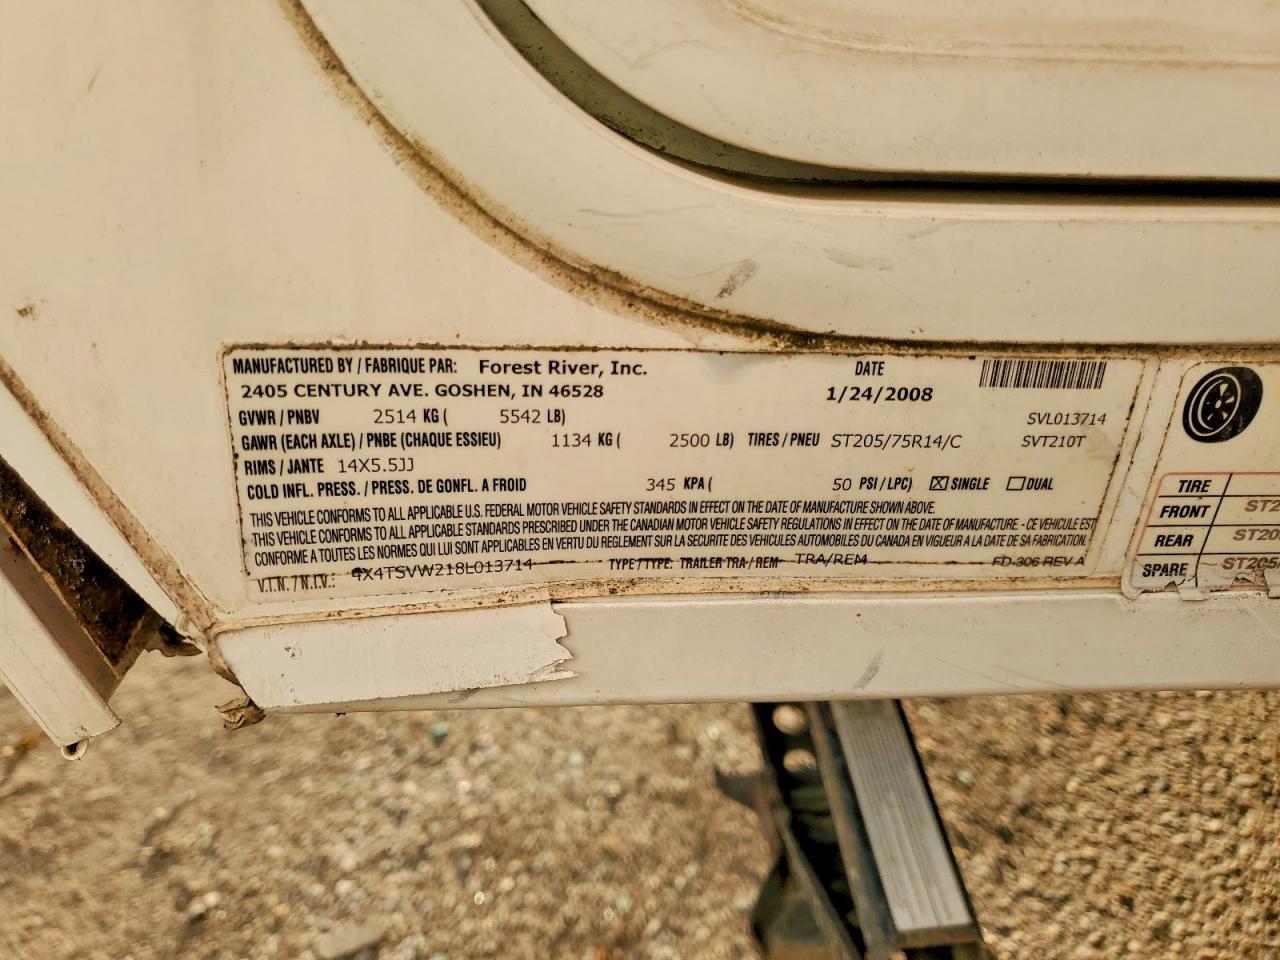 MANUFACTURED BY / FABRIQUE PAR: Forest River, Inc. DATE
2405 CENTURY AVE. GOSHEN, IN 46528 1/24/2008
GVWR / PNBV 2514 KG ( 5542 LB) SVL013714
GAWR (EACH AXLE) / PNBE (CHAQUE ESSIEU) 1134 KG ( 2500 LB) TIRES / PNEU ST205/75R14/C SVT210T
RIMS / JANTE 14X5.5JJ
COLD INFL. PRESS. / PRESS. DE GONFL. A FROID 345 KPA ( 50 PSI / LPC) ☒ SINGLE ☐ DUAL
THIS VEHICLE CONFORMS TO ALL APPLICABLE U.S. FEDERAL MOTOR VEHICLE SAFETY STANDARDS IN EFFECT ON THE DATE OF MANUFACTURE SHOWN ABOVE.
THIS VEHICLE CONFORMS TO ALL APPLICABLE STANDARDS PRESCRIBED UNDER THE CANADIAN MOTOR VEHICLE SAFETY REGULATIONS IN EFFECT ON THE DATE OF MANUFACTURE. - CE VEHICULE EST
CONFORME A TOUTES LES NORMES QUI LUI SONT APPLICABLES EN VERTU DU REGLEMENT SUR LA SECURITE DES VEHICULES AUTOMOBILES DU CANADA EN VIGUEUR A LA DATE DE SA FABRICATION.
V.I.N. / N.I.V.: 4X4TSVW218L013714 TYPE / TYPE: TRAILER TRA / REM TRA/REM FD-306 REV A
TIRE
FRONT ST2
REAR ST20
SPARE ST205/